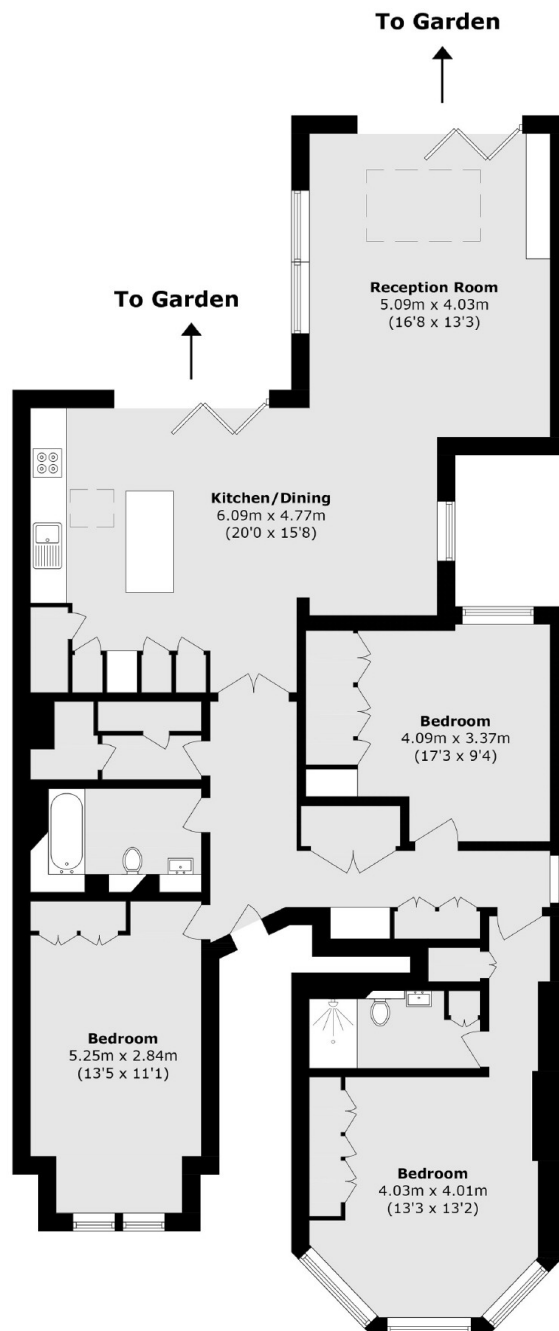 To Garden
Reception Room
5.09m x 4.03m
(16'8 x 13'3)
To Garden
Kitchen/Dining
6.09m x 4.77m
(20'0 x 15'8)
Bedroom
4.09m x 3.37m
(17'3 x 9'4)
Bedroom
5.25m x 2.84m
(13'5 x 11'1)
Bedroom
4.03m x 4.01m
(13'3 x 13'2)